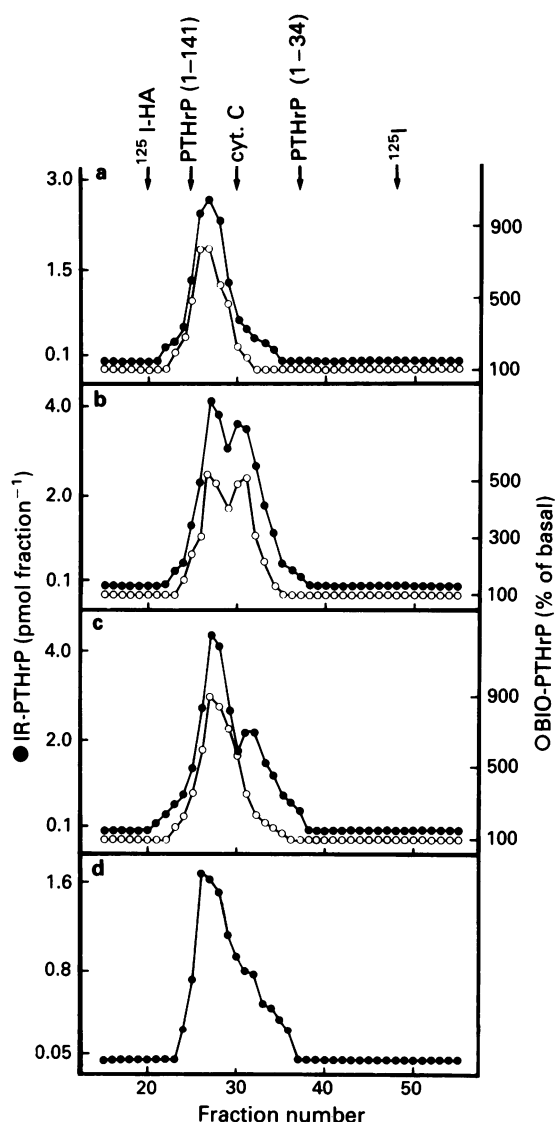 ¹²⁵I-HA
PTHrP (1–141)
cyt. C
PTHrP (1–34)
¹²⁵I
a
3.0
1.5
0.1
900
500
100
b
4.0
2.0
0.1
500
300
100
c
4.0
2.0
0.1
900
500
100
d
1.6
0.8
0.05
20
30
40
50
●IR-PTHrP (pmol fraction⁻¹)
○BIO-PTHrP (% of basal)
Fraction number